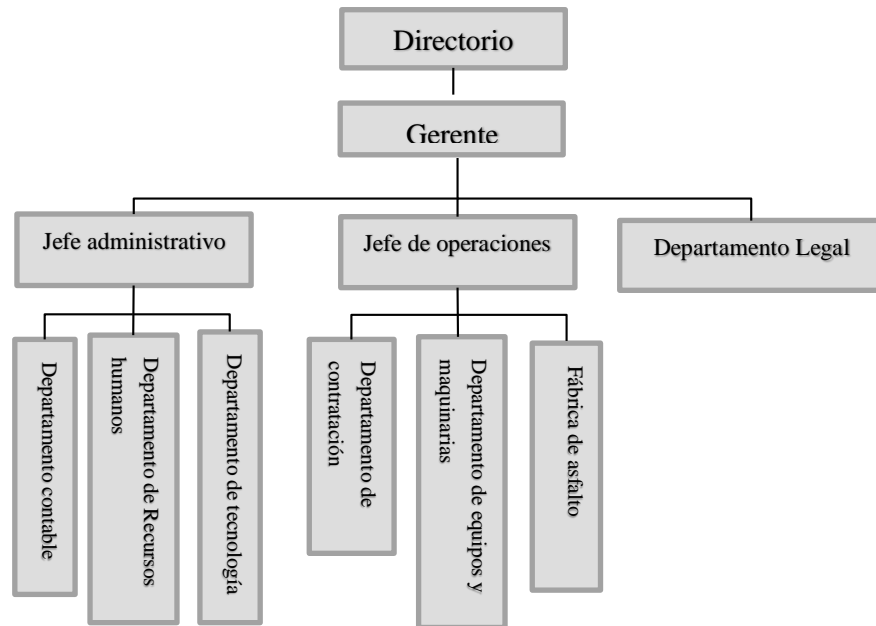 Directorio
Gerente
Jefe administrativo
Jefe de operaciones
Departamento Legal
Departamento contable
Departamento de Recursos
humanos
Departamento de tecnología
Departamento de
contratación
Departamento de equipos y
maquinarias
Fábrica de asfalto